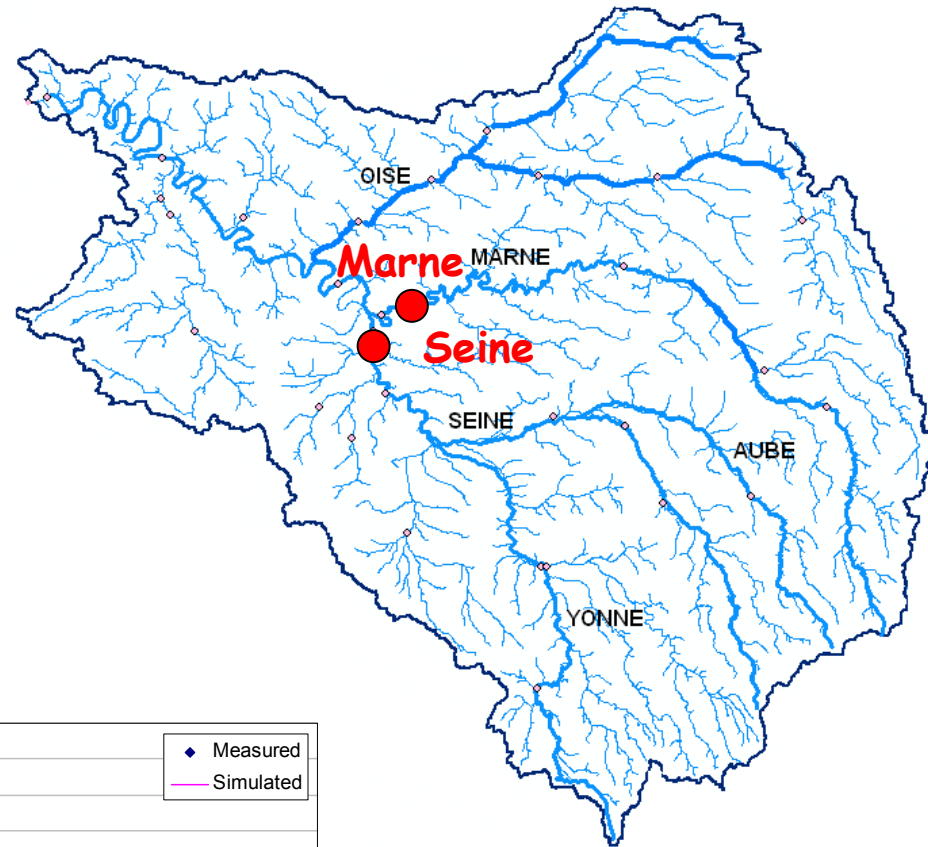 OISE
Marne
MARNE
Seine
SEINE
AUBE
YONNE
Measured
Simulated